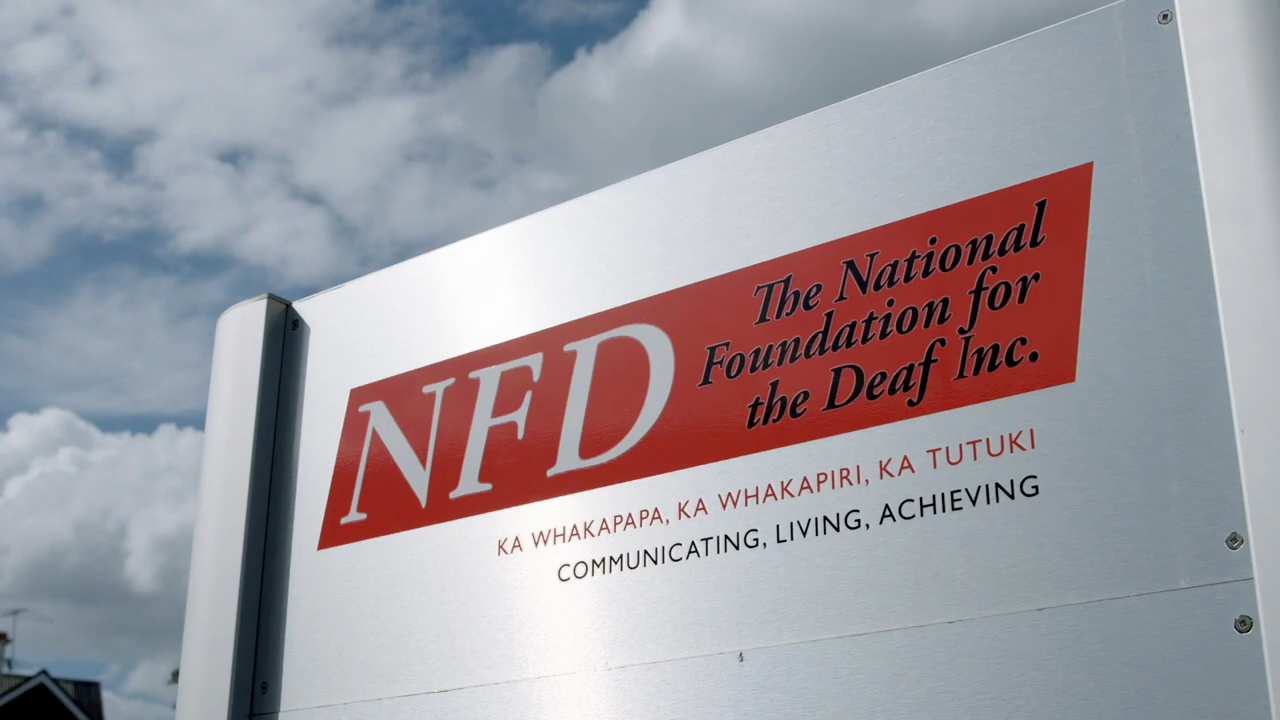 NFD
The National
Foundation for
the Deaf Inc.
KA WHAKAPAPA, KA WHAKAPIRI, KA TUTUKI
COMMUNICATING, LIVING, ACHIEVING